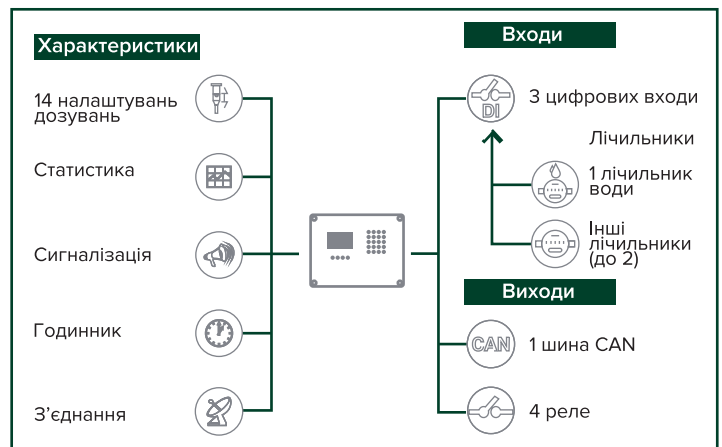 Характеристики
14 налаштувань
дозувань
Статистика
Сигналізація
Годинник
З’єднання
Входи
DI
3 цифрових входи
Лічильники
1 лічильник
води
Інші
лічильники
(до 2)
Виходи
CAN
1 шина CAN
4 реле